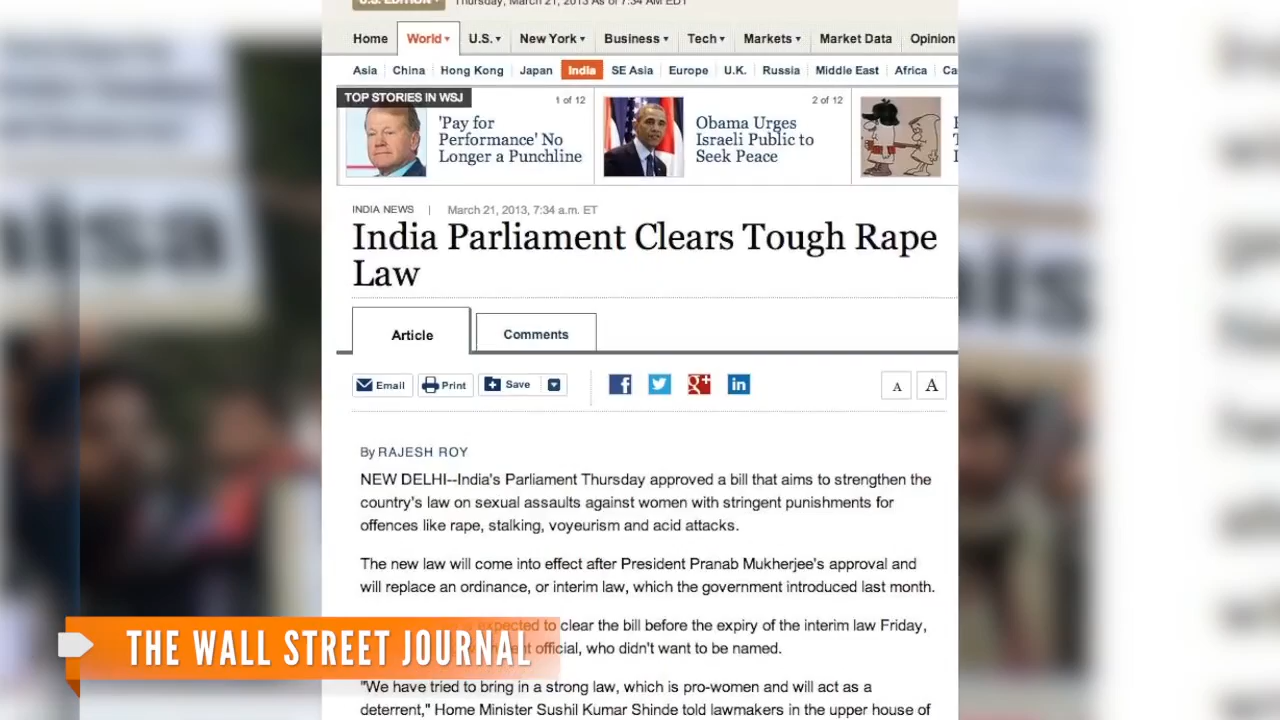 U.S. EDITION
Thursday, March 21, 2013 As of 7:34 AM EDT
Home World U.S. New York Business Tech Markets Market Data Opinion
Asia China Hong Kong Japan India SE Asia Europe U.K. Russia Middle East Africa Ca
TOP STORIES IN WSJ
1 of 12
'Pay for
Performance' No
Longer a Punchline
2 of 12
Obama Urges
Israeli Public to
Seek Peace
INDIA NEWS | March 21, 2013, 7:34 a.m. ET
India Parliament Clears Tough Rape
Law
Article Comments
Email Print Save A A
By RAJESH ROY
NEW DELHI--India's Parliament Thursday approved a bill that aims to strengthen the
country's law on sexual assaults against women with stringent punishments for
offences like rape, stalking, voyeurism and acid attacks.
The new law will come into effect after President Pranab Mukherjee's approval and
will replace an ordinance, or interim law, which the government introduced last month.
is expected to clear the bill before the expiry of the interim law Friday,
official, who didn't want to be named.
THE WALL STREET JOURNAL
"We have tried to bring in a strong law, which is pro-women and will act as a
deterrent," Home Minister Sushil Kumar Shinde told lawmakers in the upper house of